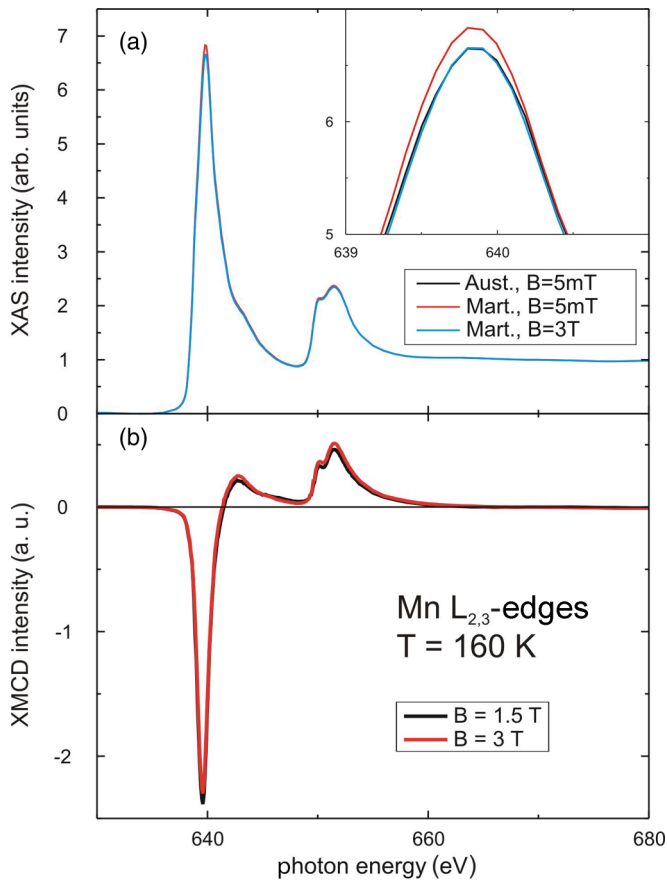 (a)
XAS intensity (arb. units)
7
6
5
4
3
2
1
0
6
5
639
640
Aust., B=5mT
Mart., B=5mT
Mart., B=3T
(b)
XMCD intensity (a. u.)
0
-1
-2
Mn L2,3-edges
T = 160 K
B = 1.5 T
B = 3 T
640
660
680
photon energy (eV)